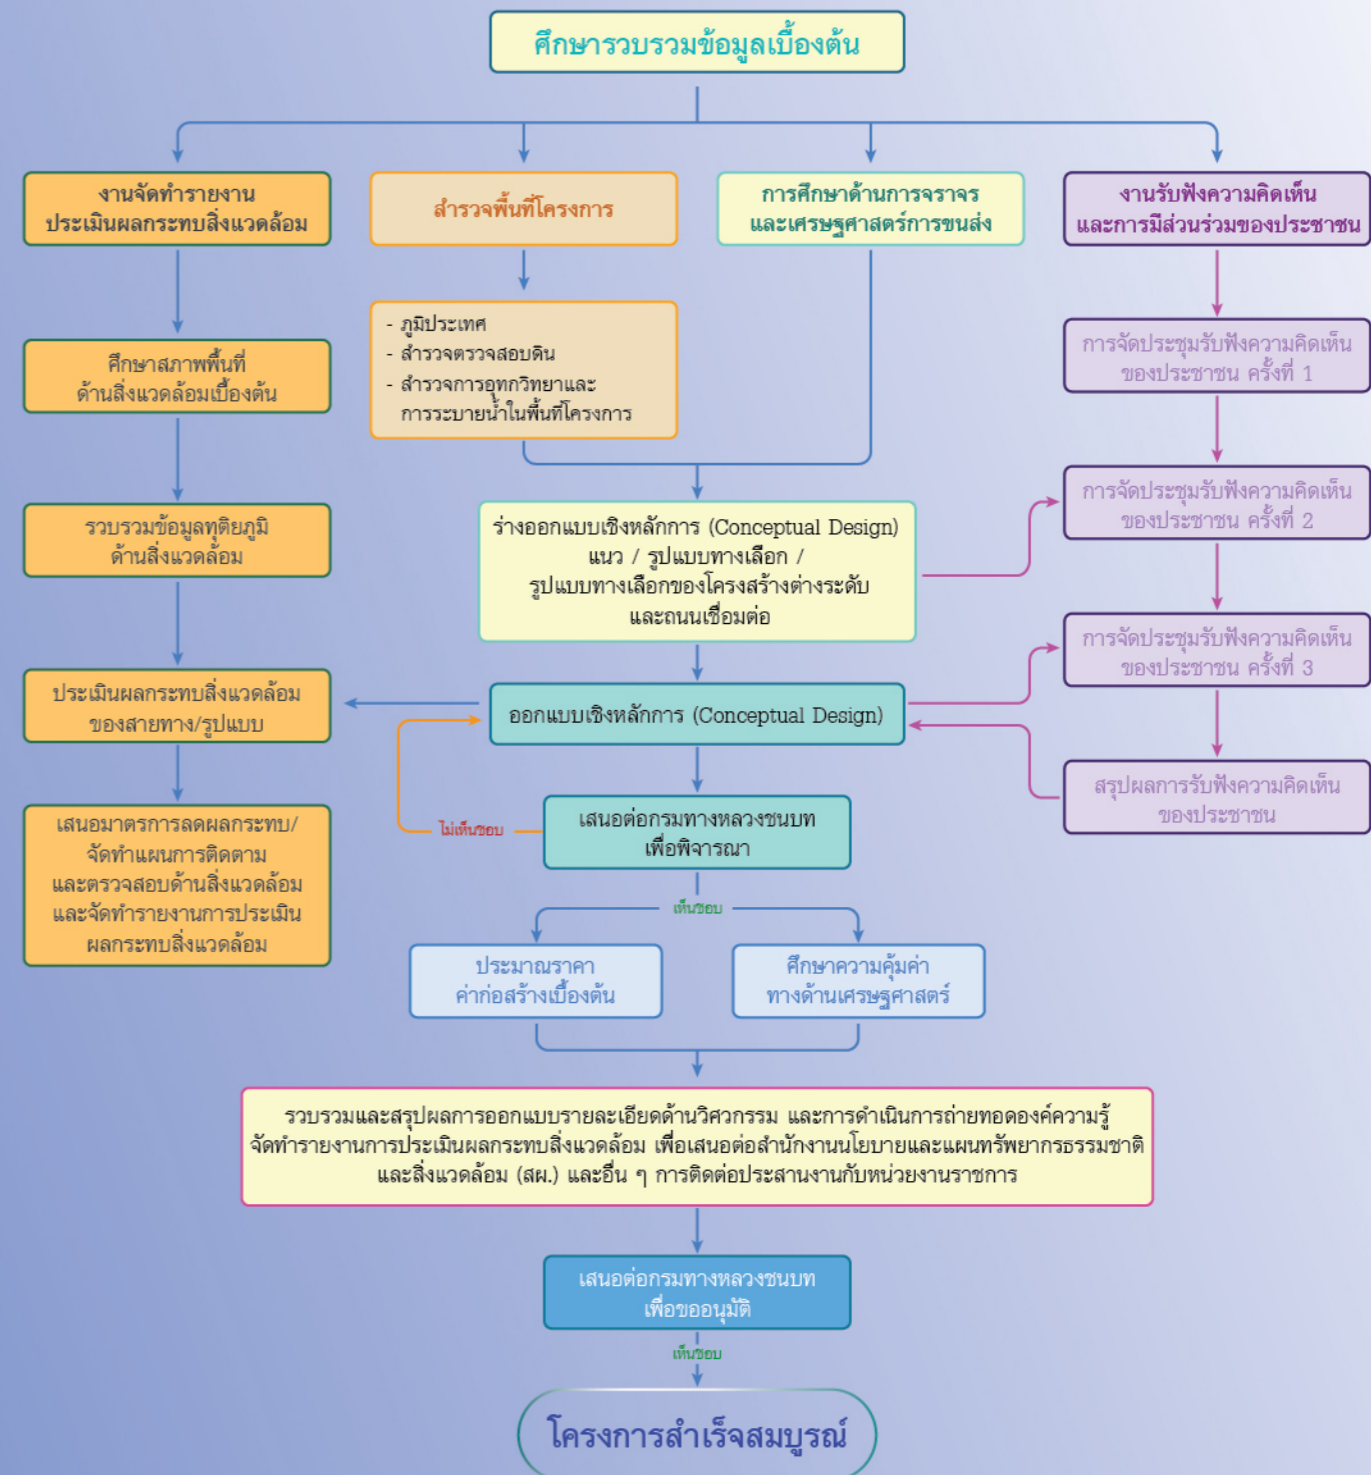 ศึกษารวบรวมข้อมูลเบื้องต้น
งานจัดทำรายงาน
ประเมินผลกระทบสิ่งแวดล้อม
สำรวจพื้นที่โครงการ
การศึกษาด้านการจราจร
และเศรษฐศาสตร์การขนส่ง
งานรับฟังความคิดเห็น
และการมีส่วนร่วมของประชาชน
- ภูมิประเทศ
- สำรวจตรวจสอบดิน
- สำรวจการอุทกวิทยาและ
การระบายน้ำในพื้นที่โครงการ
ศึกษาสภาพพื้นที่
ด้านสิ่งแวดล้อมเบื้องต้น
การจัดประชุมรับฟังความคิดเห็น
ของประชาชน ครั้งที่ 1
รวบรวมข้อมูลทุติยภูมิ
ด้านสิ่งแวดล้อม
ร่างออกแบบเชิงหลักการ (Conceptual Design)
แนว / รูปแบบทางเลือก /
รูปแบบทางเลือกของโครงสร้างต่างระดับ
และถนนเชื่อมต่อ
การจัดประชุมรับฟังความคิดเห็น
ของประชาชน ครั้งที่ 2
การจัดประชุมรับฟังความคิดเห็น
ของประชาชน ครั้งที่ 3
ประเมินผลกระทบสิ่งแวดล้อม
ของสายทาง/รูปแบบ
ออกแบบเชิงหลักการ (Conceptual Design)
สรุปผลการรับฟังความคิดเห็น
ของประชาชน
เสนอมาตรการลดผลกระทบ/
จัดทำแผนการติดตาม
และตรวจสอบด้านสิ่งแวดล้อม
และจัดทำรายงานการประเมิน
ผลกระทบสิ่งแวดล้อม
ไม่เห็นชอบ
เสนอต่อกรมทางหลวงชนบท
เพื่อพิจารณา
เห็นชอบ
ประมาณราคา
ค่าก่อสร้างเบื้องต้น
ศึกษาความคุ้มค่า
ทางด้านเศรษฐศาสตร์
รวบรวมและสรุปผลการออกแบบรายละเอียดด้านวิศวกรรม และการดำเนินการถ่ายทอดองค์ความรู้
จัดทำรายงานการประเมินผลกระทบสิ่งแวดล้อม เพื่อเสนอต่อสำนักงานนโยบายและแผนทรัพยากรธรรมชาติ
และสิ่งแวดล้อม (สผ.) และอื่น ๆ การติดต่อประสานงานกับหน่วยงานราชการ
เสนอต่อกรมทางหลวงชนบท
เพื่อขออนุมัติ
เห็นชอบ
โครงการสำเร็จสมบูรณ์